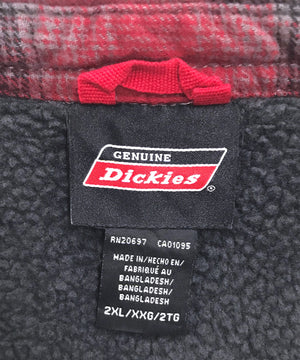 GENUINE
Dickies
®
RN20697 CA01095
MADE IN/HECHO EN/
FABRIQUÉ AU
BANGLADESH/
BANGLADESH/
BANGLADESH
2XL/XXG/2TG